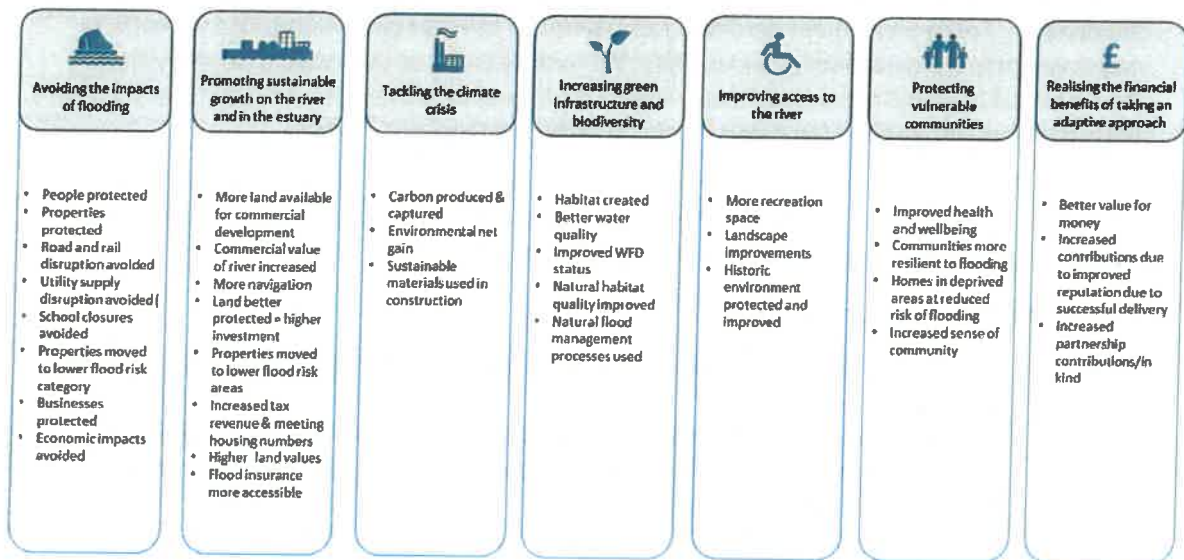 Avoiding the impacts
of flooding
• People protected
• Properties
protected
• Road and rail
disruption avoided
• Utility supply
disruption avoided (
• School closures
avoided
• Properties moved
to lower flood risk
category
• Businesses
protected
• Economic impacts
avoided
Promoting sustainable
growth on the river
and in the estuary
• More land available
for commercial
development
• Commercial value
of river increased
• More navigation
• Land better
protected = higher
investment
• Properties moved
to lower flood risk
areas
• Increased tax
revenue & meeting
housing numbers
• Higher land values
• Flood insurance
more accessible
Tackling the climate
crisis
• Carbon produced &
captured
• Environmental net
gain
• Sustainable
materials used in
construction
Increasing green
infrastructure and
biodiversity
• Habitat created
• Better water
quality
• Improved WFD
status
• Natural habitat
quality improved
• Natural flood
management
processes used
Improving access to
the river
• More recreation
space
• Landscape
improvements
• Historic
environment
protected and
improved
Protecting
vulnerable
communities
• Improved health
and wellbeing
• Communities more
resilient to flooding
• Homes in deprived
areas at reduced
risk of flooding
• Increased sense of
community
£
Realising the financial
benefits of taking an
adaptive approach
• Better value for
money
• Increased
contributions due
to improved
reputation due to
successful delivery
• Increased
partnership
contributions/in
kind